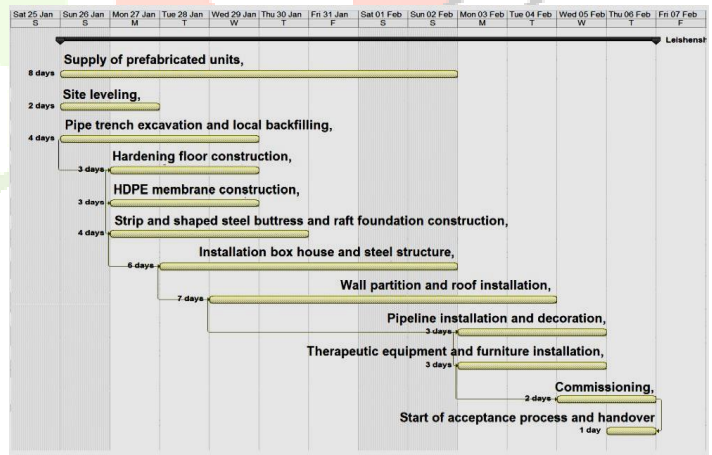 Sat 25 Jan Sun 26 Jan Mon 27 Jan Tue 28 Jan Wed 29 Jan Thu 30 Jan Fri 31 Jan Sat 01 Feb Sun 02 Feb Mon 03 Feb Tue 04 Feb Wed 05 Feb Thu 06 Feb Fri 07 Feb
S S M T W T F S S M T W T F
Leishensh
Supply of prefabricated units,
8 days
Site leveling,
2 days
Pipe trench excavation and local backfilling,
4 days
Hardening floor construction,
3 days
HDPE membrane construction,
3 days
Strip and shaped steel buttress and raft foundation construction,
4 days
Installation box house and steel structure,
6 days
Wall partition and roof installation,
7 days
Pipeline installation and decoration,
3 days
Therapeutic equipment and furniture installation,
3 days
Commissioning,
2 days
Start of acceptance process and handover
1 day